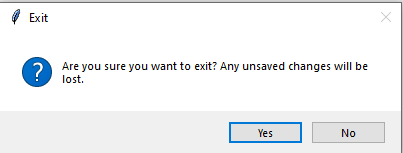 Exit
Are you sure you want to exit? Any unsaved changes will be
lost.
Yes
No